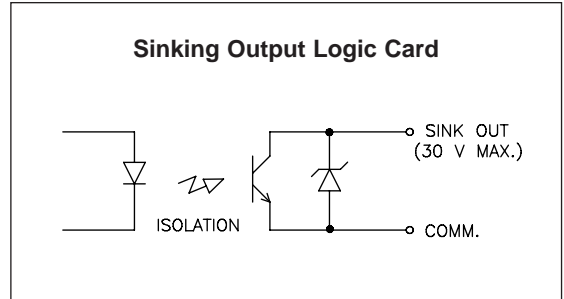 Sinking Output Logic Card
SINK OUT
(30 V MAX.)
ISOLATION
COMM.